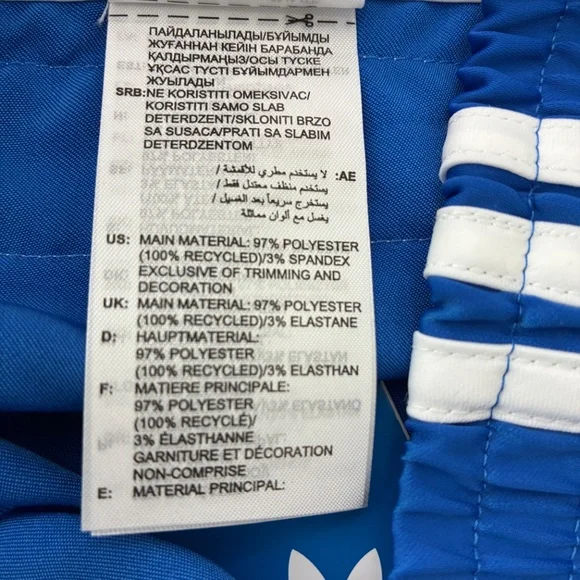 ПАЙДАЛАНЫЛАДЫ/БҰЙЫМДЫ
ЖУҒАННАН КЕЙІН БАРАБАНДА
ҚАЛДЫРМАҢЫЗ/ОСЫ ТҮСКЕ
ҰҚСАС ТҮСТІ БҰЙЫМДАРМЕН
ЖУЫЛАДЫ
SRB:NE KORISTITI OMEKSIVAC/
KORISTITI SAMO SLAB
DETERDZENT/SKLONITI BRZO
SA SUSACA/PRATI SA SLABIM
DETERDZENTOM
AE: لا يستخدم مطري للأقمشة /
يستخدم منظف معتدل فقط /
يستخرج سريعاً بعد الغسيل /
يغسل مع ألوان مماثلة
US: MAIN MATERIAL: 97% POLYESTER
(100% RECYCLED)/3% SPANDEX
EXCLUSIVE OF TRIMMING AND
DECORATION
UK: MAIN MATERIAL: 97% POLYESTER
(100% RECYCLED)/3% ELASTANE
D: HAUPTMATERIAL:
97% POLYESTER
(100% RECYCELT)/3% ELASTHAN
F: MATIERE PRINCIPALE:
97% POLYESTER
(100% RECYCLÉ)/
3% ÉLASTHANNE
GARNITURE ET DÉCORATION
NON-COMPRISE
E: MATERIAL PRINCIPAL: